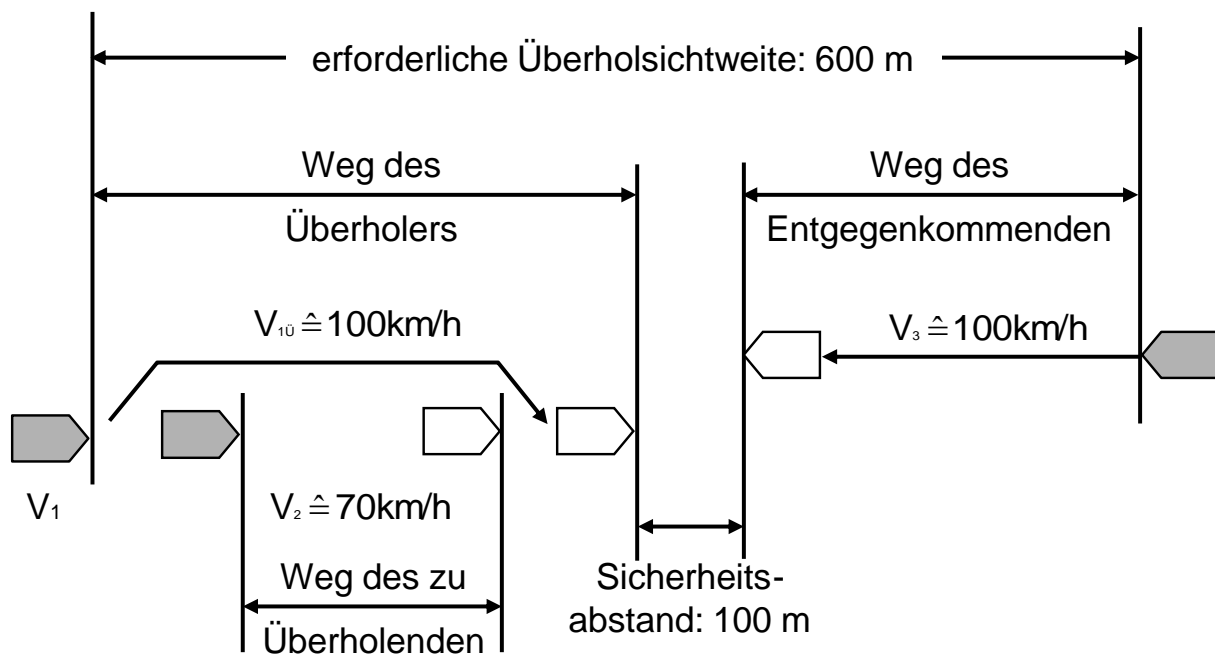 erforderliche Überholsichtweite: 600 m
Weg des
Überholers
Weg des
Entgegenkommenden
V₁Ü ≙ 100km/h
V₃ ≙ 100km/h
V₁
V₂ ≙ 70km/h
Weg des zu
Überholenden
Sicherheits-
abstand: 100 m